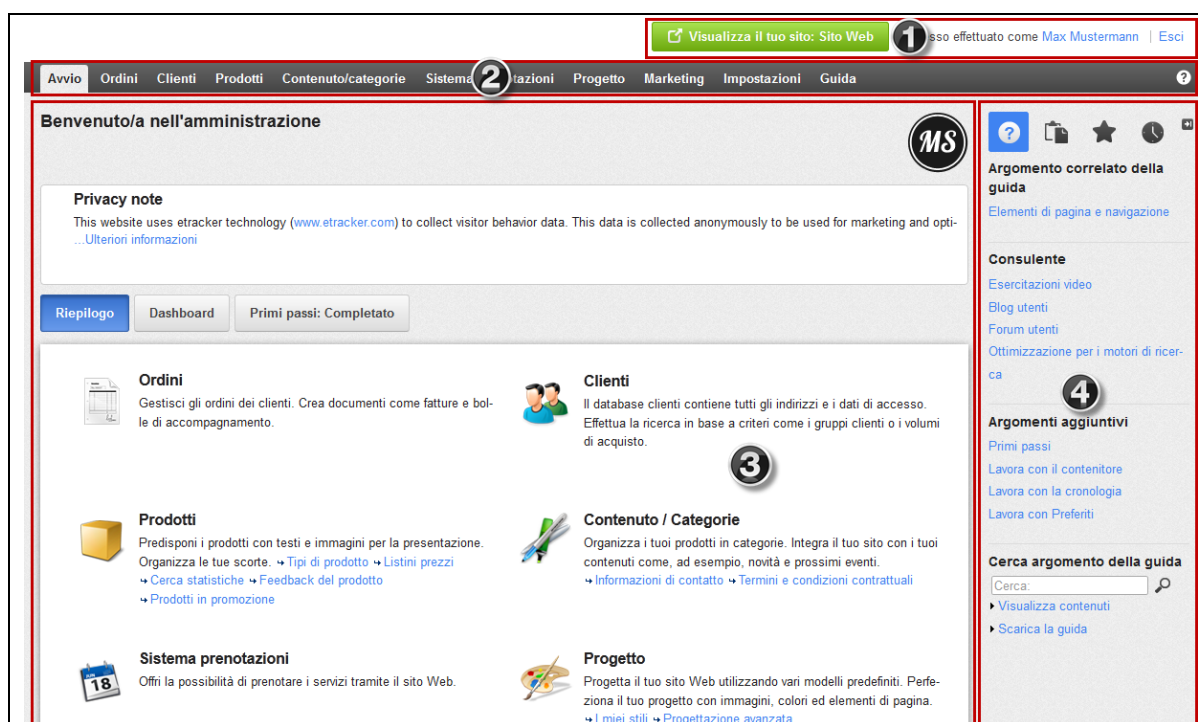 Visualizza il tuo sito: Sito Web
1
sso effettuato come Max Mustermann | Esci
Avvio Ordini Clienti Prodotti Contenuto/categorie Sistema 2 tazioni Progetto Marketing Impostazioni Guida ?
Benvenuto/a nell'amministrazione
MS
Privacy note
This website uses etracker technology (www.etracker.com) to collect visitor behavior data. This data is collected anonymously to be used for marketing and opti-
...Ulteriori informazioni
Riepilogo Dashboard Primi passi: Completato
Ordini
Gestisci gli ordini dei clienti. Crea documenti come fatture e bol-
le di accompagnamento.
Clienti
Il database clienti contiene tutti gli indirizzi e i dati di accesso.
Effettua la ricerca in base a criteri come i gruppi clienti o i volumi
di acquisto.
3
Prodotti
Predisponi i prodotti con testi e immagini per la presentazione.
Organizza le tue scorte. ↳ Tipi di prodotto ↳ Listini prezzi
↳ Cerca statistiche ↳ Feedback del prodotto
↳ Prodotti in promozione
Contenuto / Categorie
Organizza i tuoi prodotti in categorie. Integra il tuo sito con i tuoi
contenuti come, ad esempio, novità e prossimi eventi.
↳ Informazioni di contatto ↳ Termini e condizioni contrattuali
JUN
18
Sistema prenotazioni
Offri la possibilità di prenotare i servizi tramite il sito Web.
Progetto
Progetta il tuo sito Web utilizzando vari modelli predefiniti. Perfe-
ziona il tuo progetto con immagini, colori ed elementi di pagina.
↳ I miei stili ↳ Progettazione avanzata
?
Argomento correlato della
guida
Elementi di pagina e navigazione
Consulente
Esercitazioni video
Blog utenti
Forum utenti
Ottimizzazione per i motori di ricer-
ca
4
Argomenti aggiuntivi
Primi passi
Lavora con il contenitore
Lavora con la cronologia
Lavora con Preferiti
Cerca argomento della guida
Cerca:
Visualizza contenuti
Scarica la guida